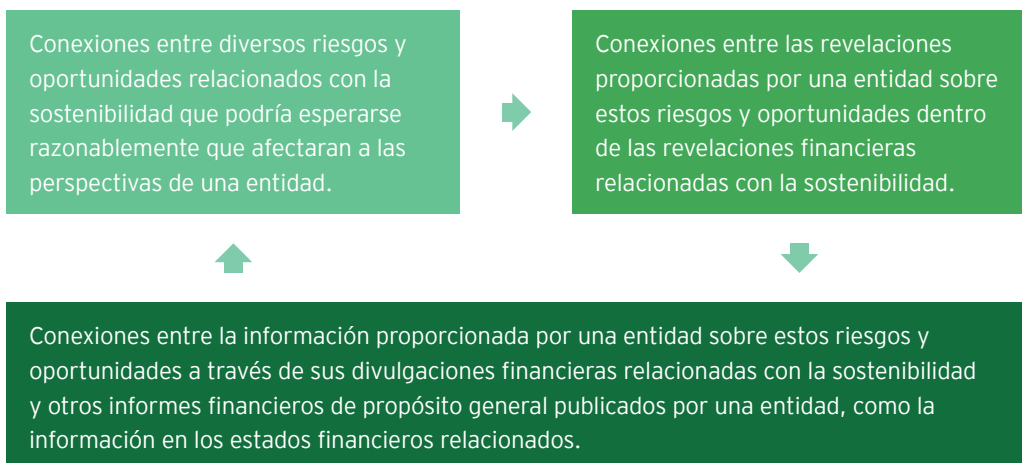 Conexiones entre diversos riesgos y
oportunidades relacionados con la
sostenibilidad que podría esperarse
razonablemente que afectaran a las
perspectivas de una entidad.
Conexiones entre las revelaciones
proporcionadas por una entidad sobre
estos riesgos y oportunidades dentro
de las revelaciones financieras
relacionadas con la sostenibilidad.
Conexiones entre la información proporcionada por una entidad sobre estos riesgos y
oportunidades a través de sus divulgaciones financieras relacionadas con la sostenibilidad
y otros informes financieros de propósito general publicados por una entidad, como la
información en los estados financieros relacionados.